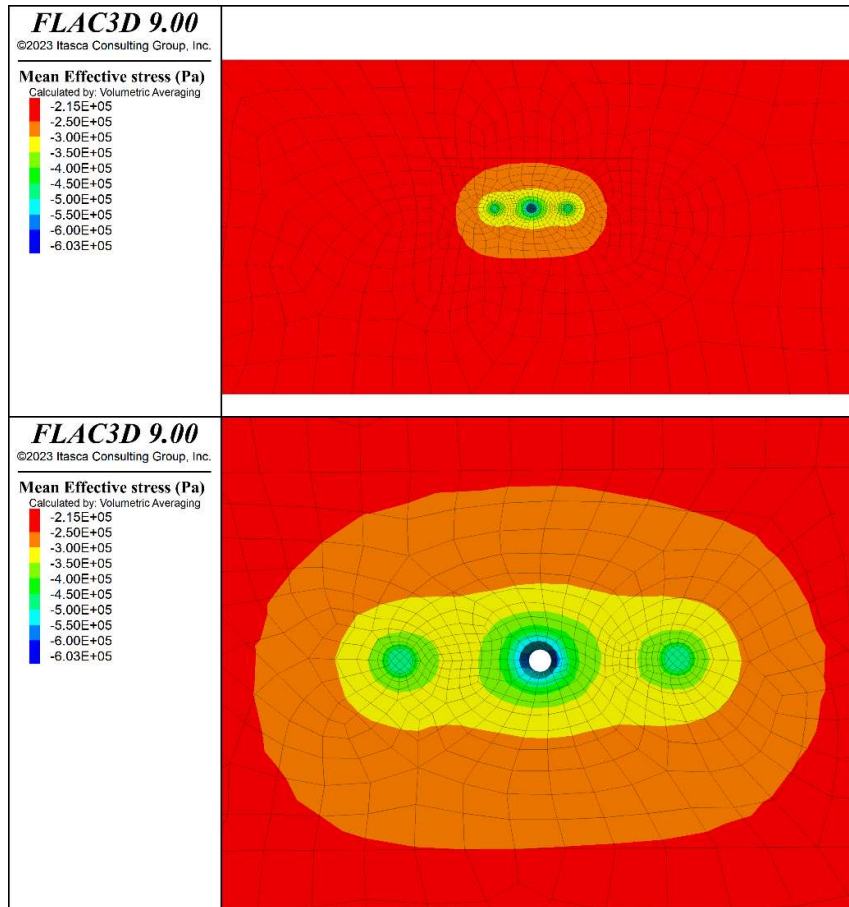 FLAC3D 9.00
©2023 Itasca Consulting Group, Inc.
Mean Effective stress (Pa)
Calculated by: Volumetric Averaging
-2.15E+05
-2.50E+05
-3.00E+05
-3.50E+05
-4.00E+05
-4.50E+05
-5.00E+05
-5.50E+05
-6.00E+05
-6.03E+05
FLAC3D 9.00
©2023 Itasca Consulting Group, Inc.
Mean Effective stress (Pa)
Calculated by: Volumetric Averaging
-2.15E+05
-2.50E+05
-3.00E+05
-3.50E+05
-4.00E+05
-4.50E+05
-5.00E+05
-5.50E+05
-6.00E+05
-6.03E+05